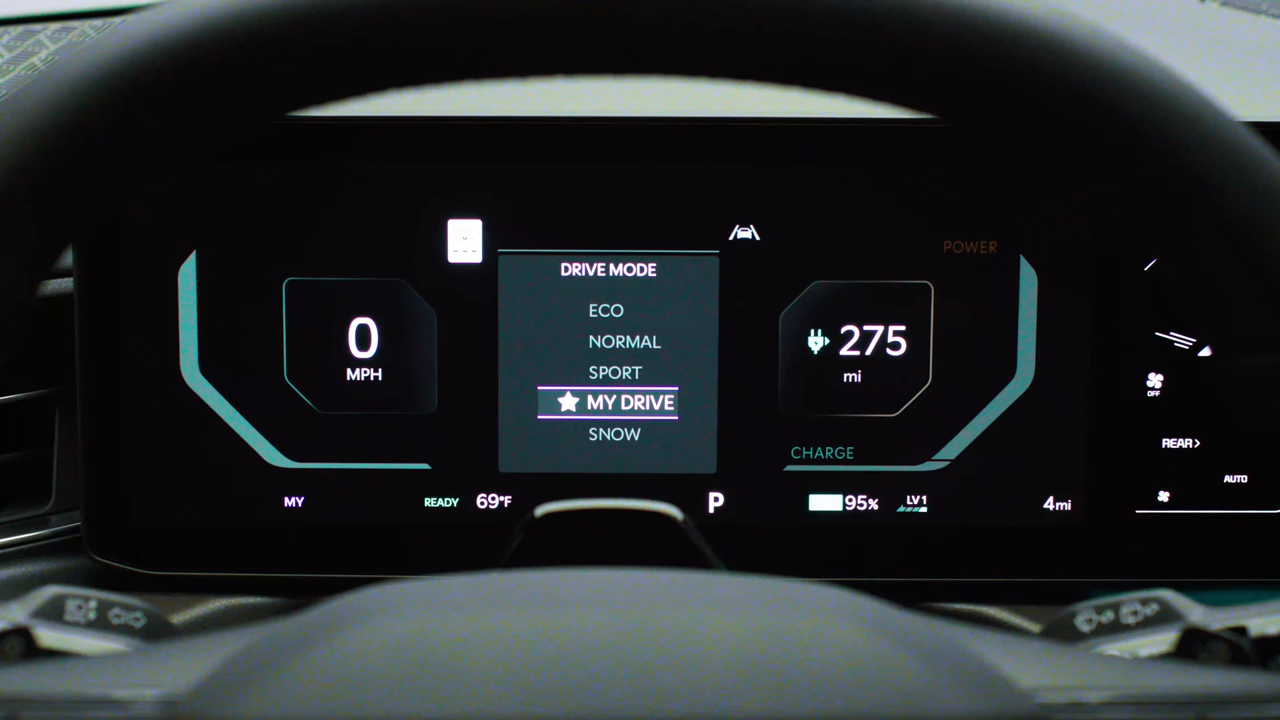 POWER
DRIVE MODE
ECO
NORMAL
SPORT
MY DRIVE
SNOW
0
MPH
275
mi
CHARGE
OFF
REAR>
AUTO
MY
READY
69°F
P
95%
LV1
4mi